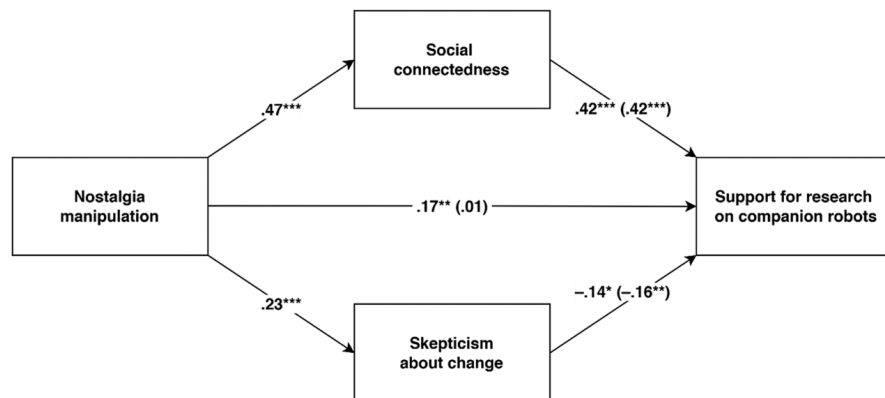 Social
connectedness
.47***
.42*** (.42***)
Nostalgia
manipulation
.17** (.01)
Support for research
on companion robots
.23***
–.14* (–.16**)
Skepticism
about change